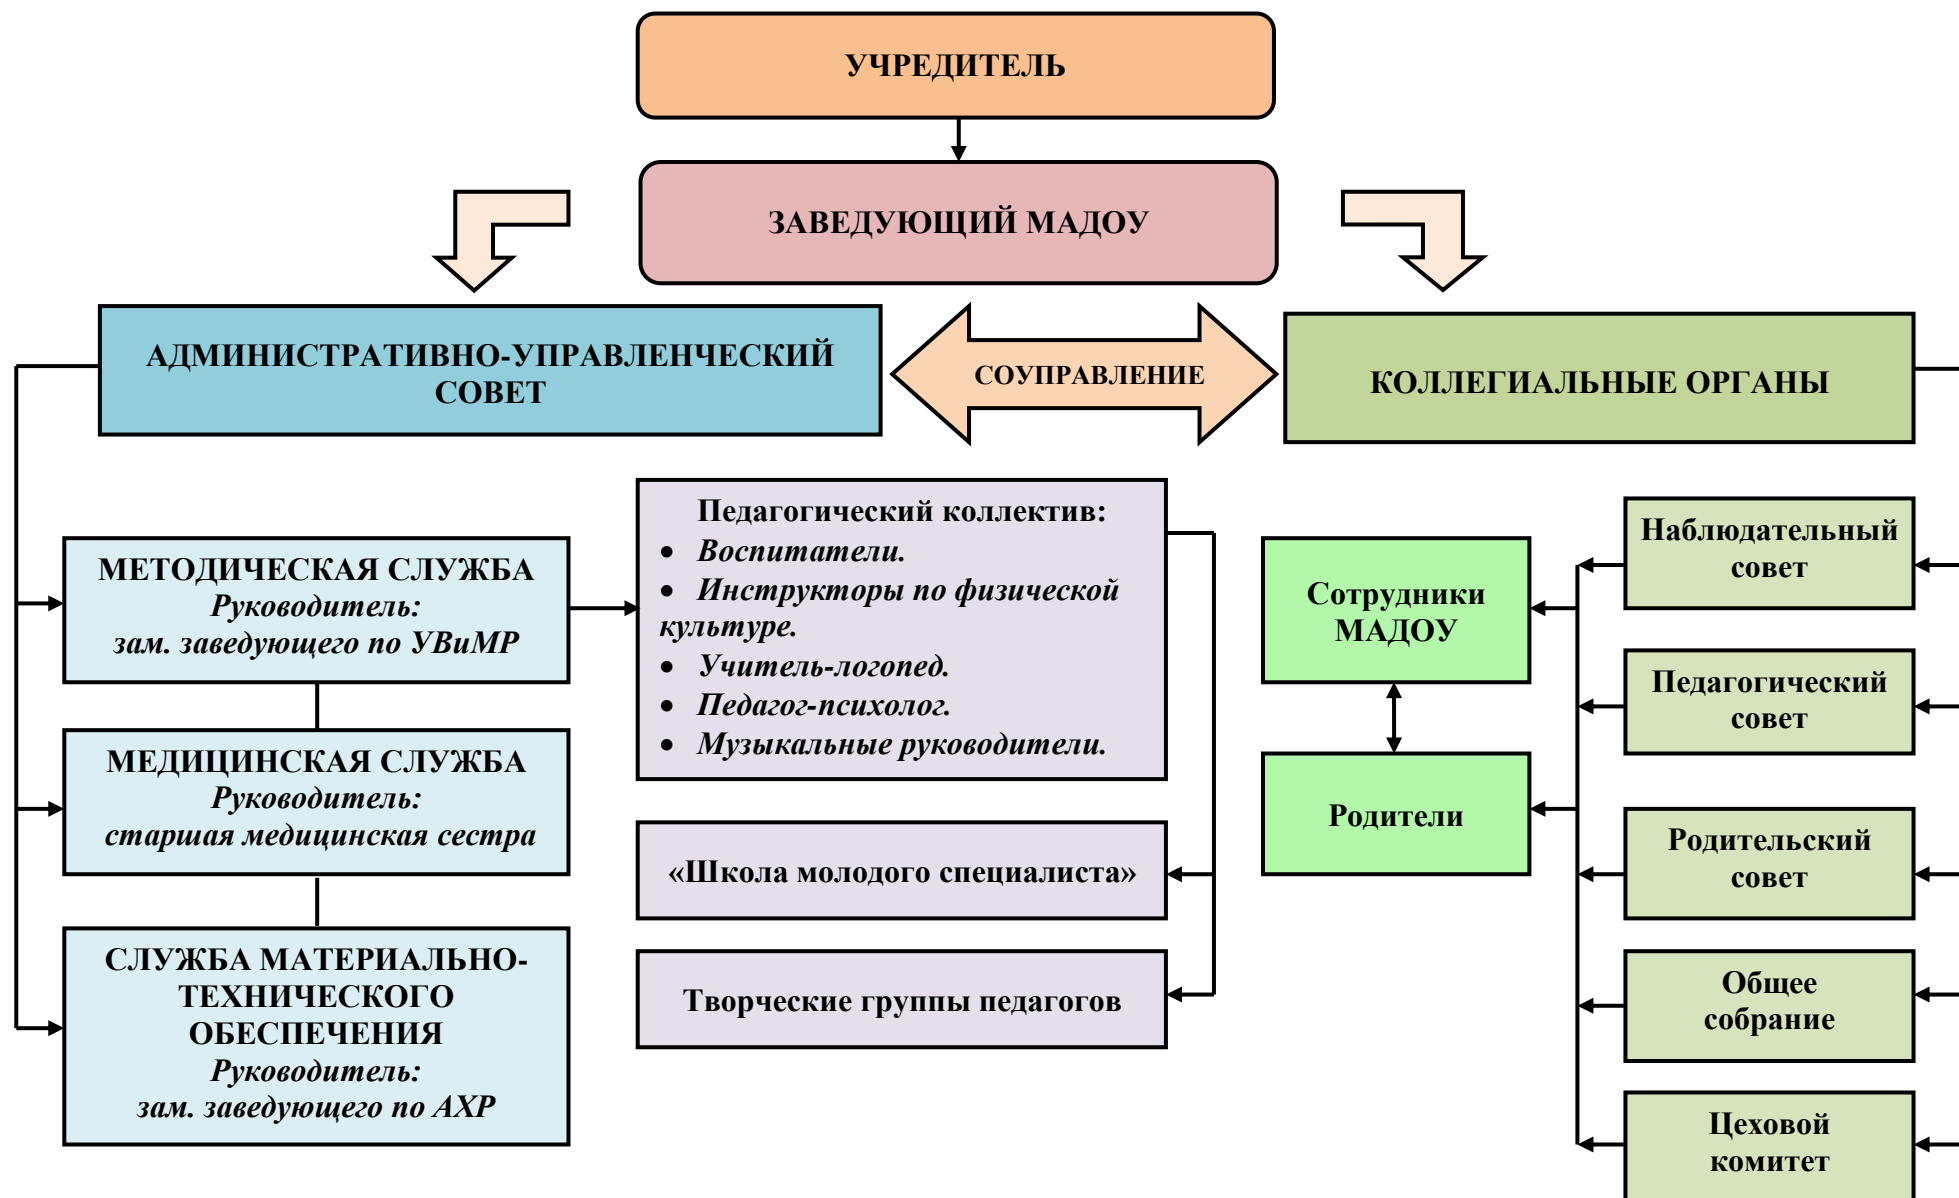 УЧРЕДИТЕЛЬ
ЗАВЕДУЮЩИЙ МАДОУ
АДМИНИСТРАТИВНО-УПРАВЛЕНЧЕСКИЙ
СОВЕТ
СОУПРАВЛЕНИЕ
КОЛЛЕГИАЛЬНЫЕ ОРГАНЫ
МЕТОДИЧЕСКАЯ СЛУЖБА
Руководитель:
зам. заведующего по УВиМР
МЕДИЦИНСКАЯ СЛУЖБА
Руководитель:
старшая медицинская сестра
СЛУЖБА МАТЕРИАЛЬНО-
ТЕХНИЧЕСКОГО
ОБЕСПЕЧЕНИЯ
Руководитель:
зам. заведующего по АХР
Педагогический коллектив:
• Воспитатели.
• Инструкторы по физической
культуре.
• Учитель-логопед.
• Педагог-психолог.
• Музыкальные руководители.
«Школа молодого специалиста»
Творческие группы педагогов
Сотрудники
МАДОУ
Родители
Наблюдательный
совет
Педагогический
совет
Родительский
совет
Общее
собрание
Цеховой
комитет